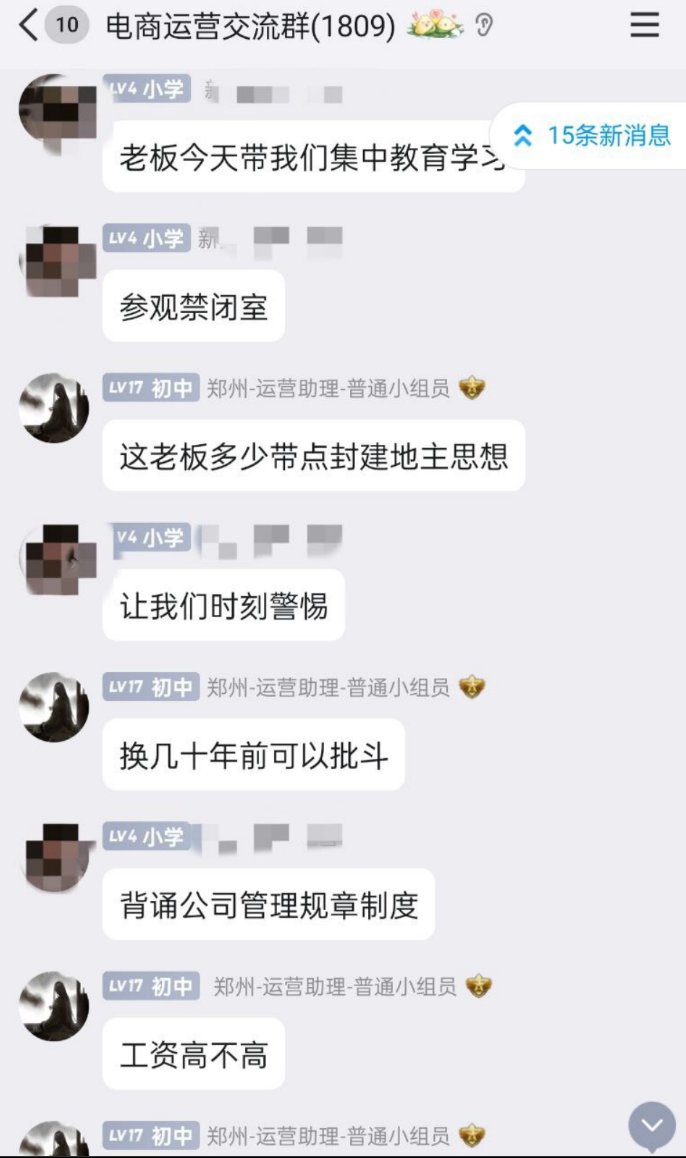 10 电商运营交流群(1809)
LV4 小学 新
15条新消息
老板今天带我们集中教育学习
LV4 小学 新
参观禁闭室
LV17 初中 郑州-运营助理-普通小组员
这老板多少带点封建地主思想
LV4 小学
让我们时刻警惕
LV17 初中 郑州-运营助理-普通小组员
换几十年前可以批斗
LV4 小学
背诵公司管理规章制度
LV17 初中 郑州-运营助理-普通小组员
工资高不高
LV17 初中 郑州-运营助理-普通小组员